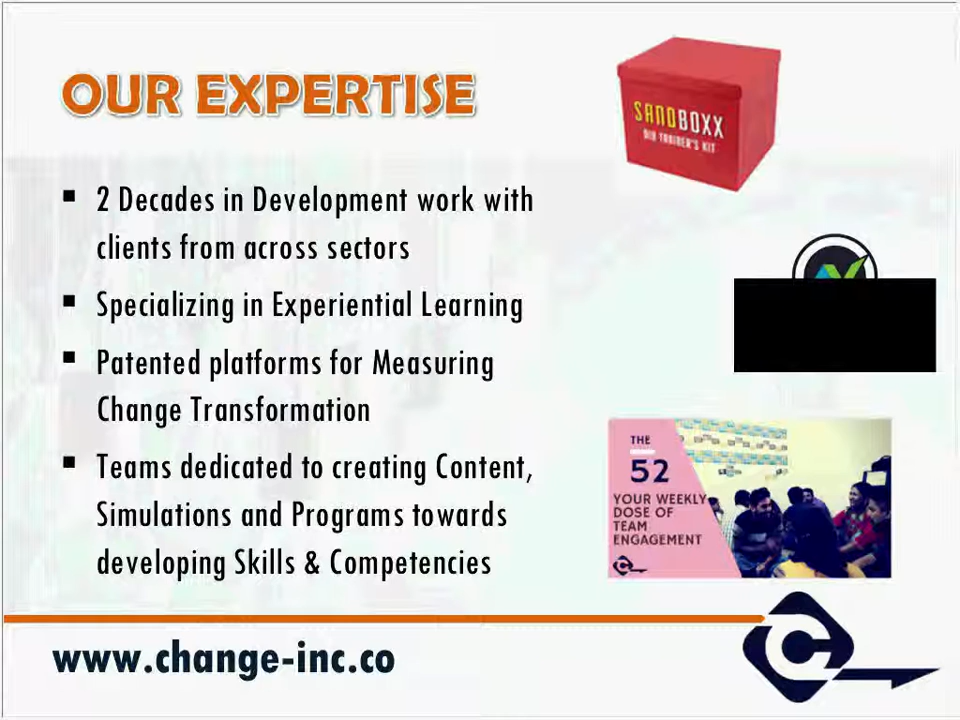 OUR EXPERTISE
SANDBOXX
DIY TRAINER'S KIT
2 Decades in Development work with
clients from across sectors
Specializing in Experiential Learning
Patented platforms for Measuring
Change Transformation
Teams dedicated to creating Content,
Simulations and Programs towards
developing Skills & Competencies
THE
52
YOUR WEEKLY
DOSE OF
TEAM
ENGAGEMENT
www.change-inc.co